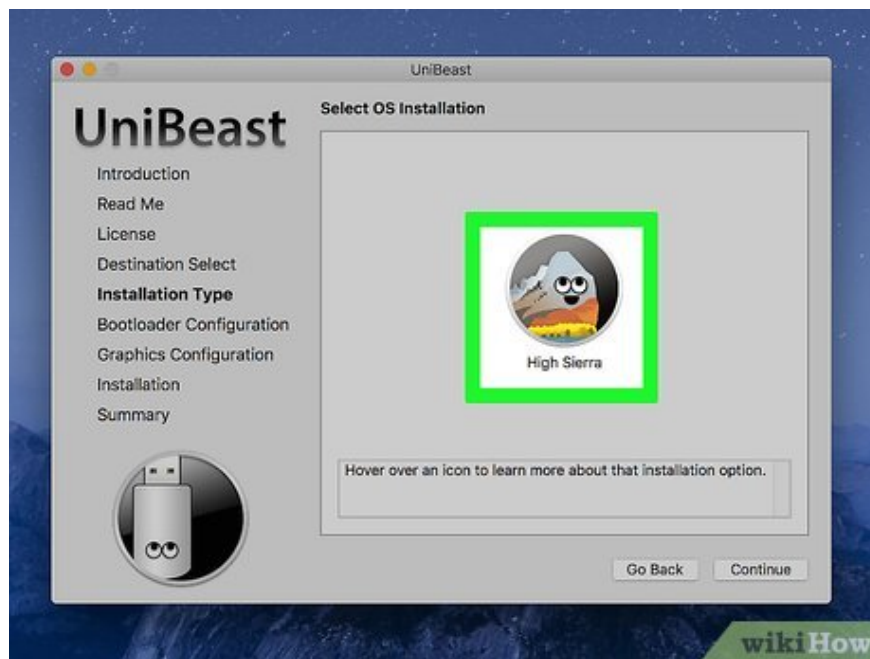 UniBeast
UniBeast
Select OS Installation
Introduction
Read Me
License
Destination Select
Installation Type
Bootloader Configuration
Graphics Configuration
Installation
Summary
High Sierra
Hover over an icon to learn more about that installation option.
Go Back
Continue
wikiHow